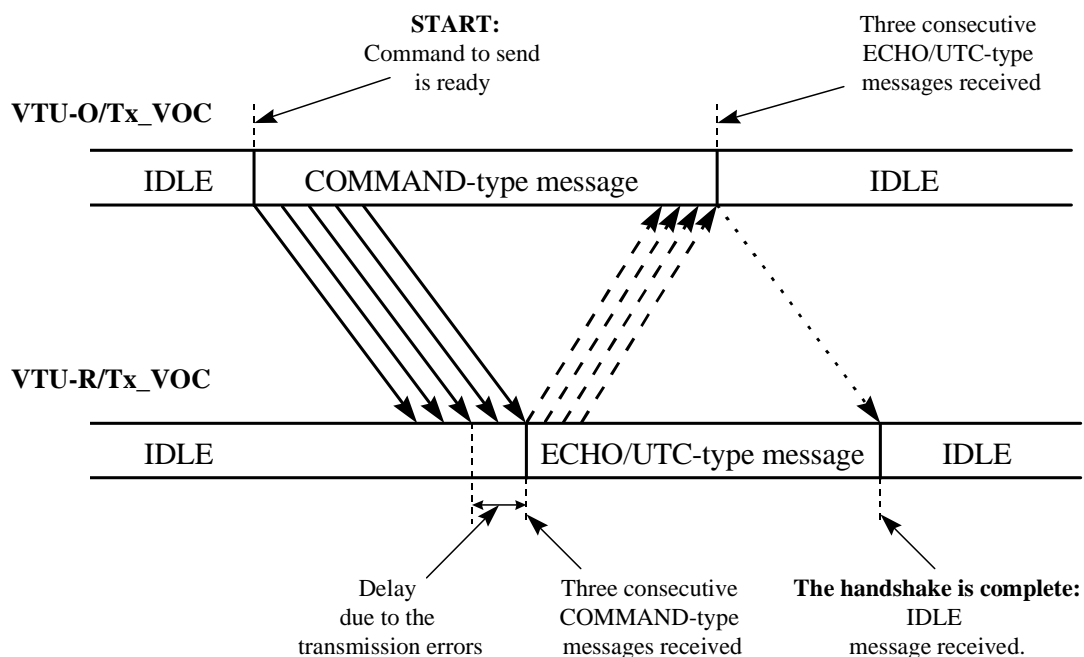 START:
Command to send
is ready
Three consecutive
ECHO/UTC-type
messages received
VTU-O/Tx_VOC
IDLE
COMMAND-type message
IDLE
VTU-R/Tx_VOC
IDLE
ECHO/UTC-type message
IDLE
Delay
due to the
transmission errors
Three consecutive
COMMAND-type
messages received
The handshake is complete:
IDLE
message received.